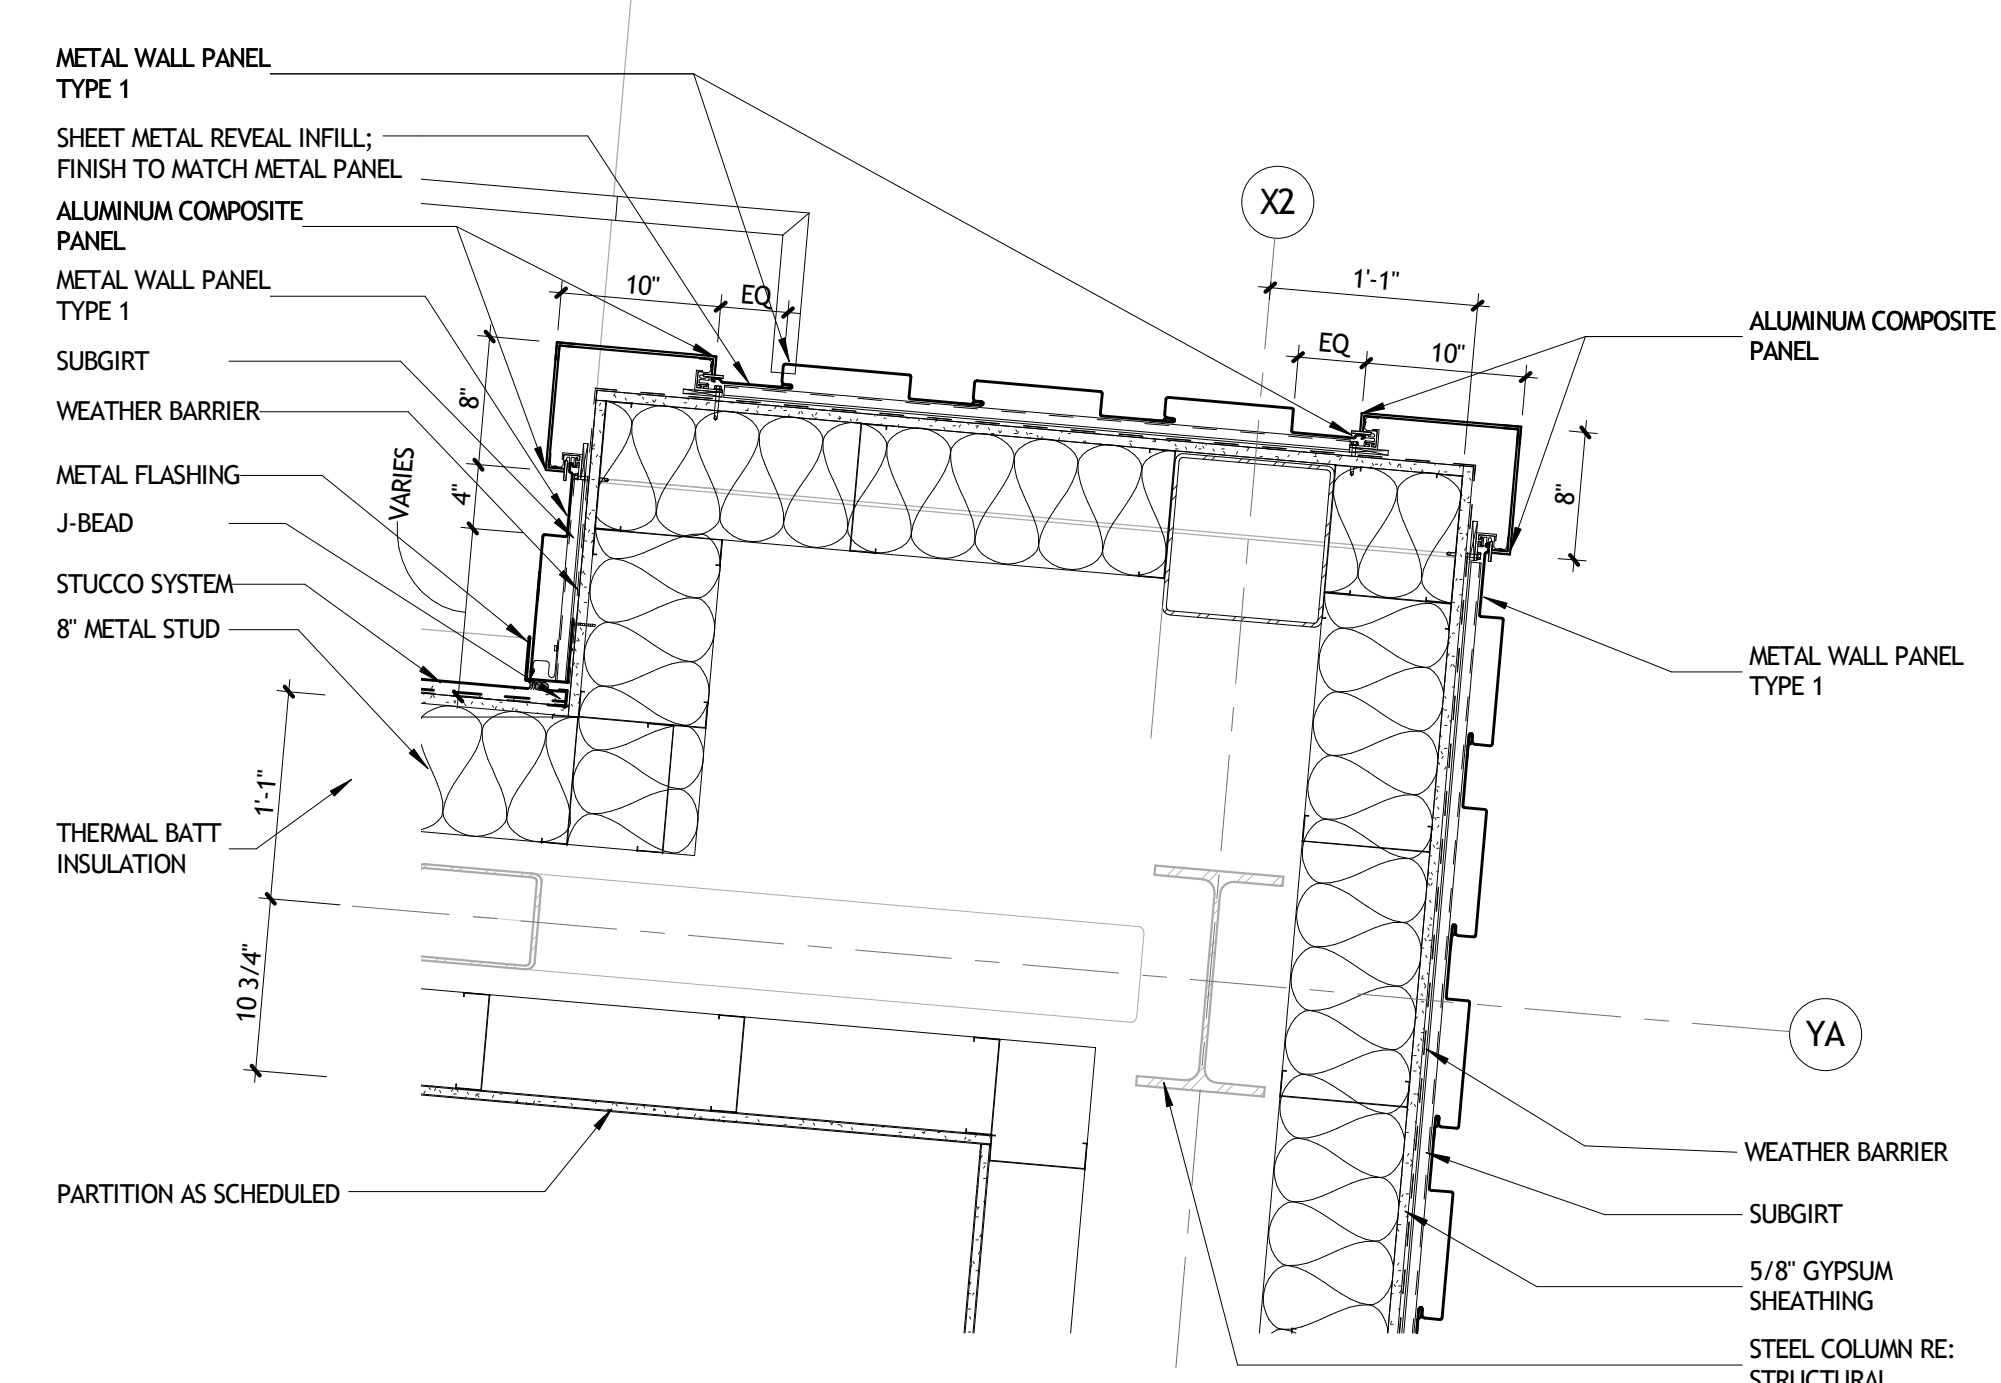 METAL WALL PANEL
TYPE 1
SHEET METAL REVEAL INFILL;
FINISH TO MATCH METAL PANEL
ALUMINUM COMPOSITE
PANEL
METAL WALL PANEL
TYPE 1
SUBGIRT
WEATHER BARRIER
METAL FLASHING
J-BEAD
STUCCO SYSTEM
8" METAL STUD
THERMAL BATT
INSULATION
PARTITION AS SCHEDULED
10"
EQ
8"
4"
VARIES
1'-1"
10 3/4"
X2
1'-1"
EQ
10"
8"
ALUMINUM COMPOSITE
PANEL
METAL WALL PANEL
TYPE 1
YA
WEATHER BARRIER
SUBGIRT
5/8" GYPSUM
SHEATHING
STEEL COLUMN RE:
STRUCTURAL